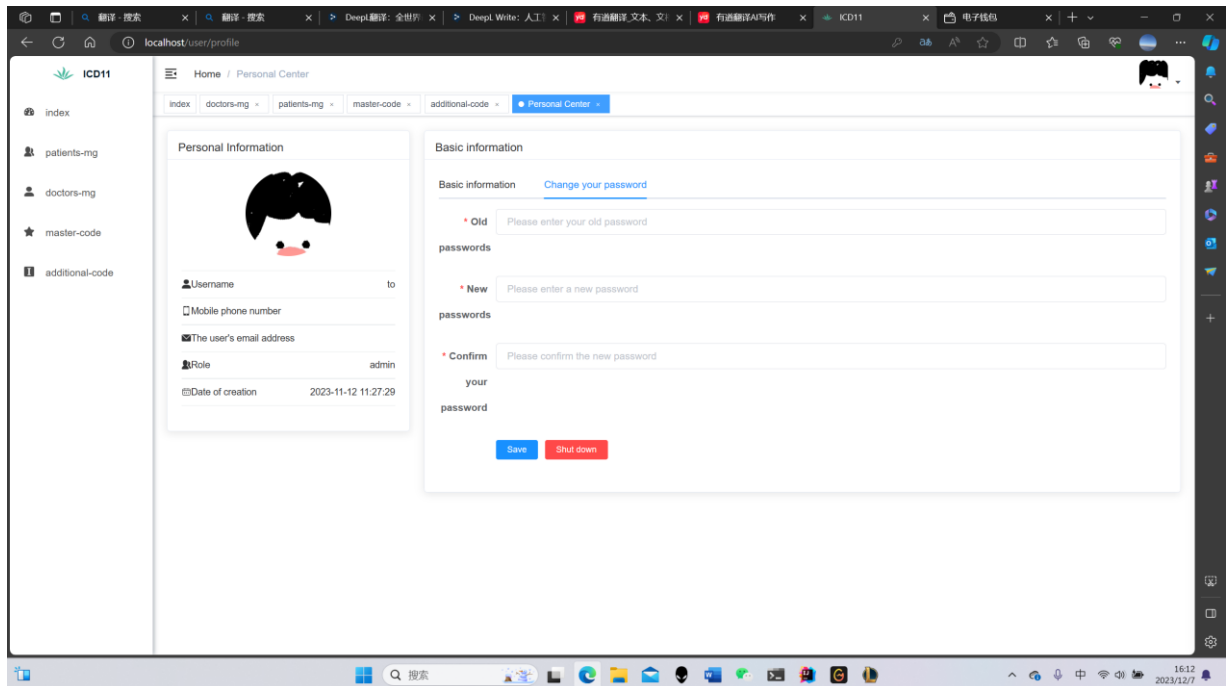 翻译 - 搜索
翻译 - 搜索
DeepL翻译：全世界
DeepL Write：人工
有道翻译_文本、文
有道翻译AI写作
ICD11
电子钱包
localhost/user/profile
ICD11
Home / Personal Center
index
doctors-mg
patients-mg
master-code
additional-code
Personal Center
index
patients-mg
doctors-mg
master-code
additional-code
Personal Information
Username to
Mobile phone number
The user's email address
Role admin
Date of creation 2023-11-12 11:27:29
Basic information
Basic information Change your password
* Old passwords
Please enter your old password
* New passwords
Please enter a new password
* Confirm your password
Please confirm the new password
Save
Shut down
搜索
中
16:12
2023/12/7